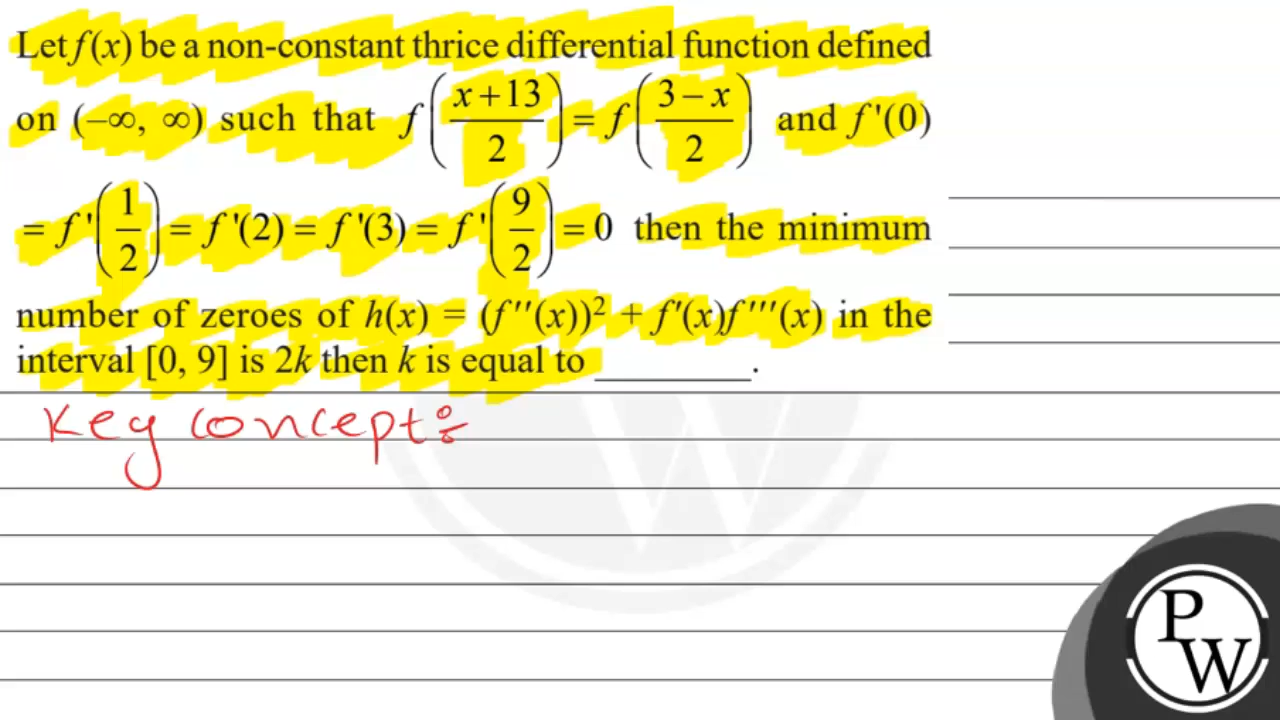 Let f(x) be a non-constant thrice differential function defined
on (–∞, ∞) such that f((x+13)/2) = f((3−x)/2) and f'(0)
= f'(1/2) = f'(2) = f'(3) = f'(9/2) = 0 then the minimum
number of zeroes of h(x) = (f''(x))² + f'(x)f'''(x) in the
interval [0, 9] is 2k then k is equal to ________.
Key concept:
P
W